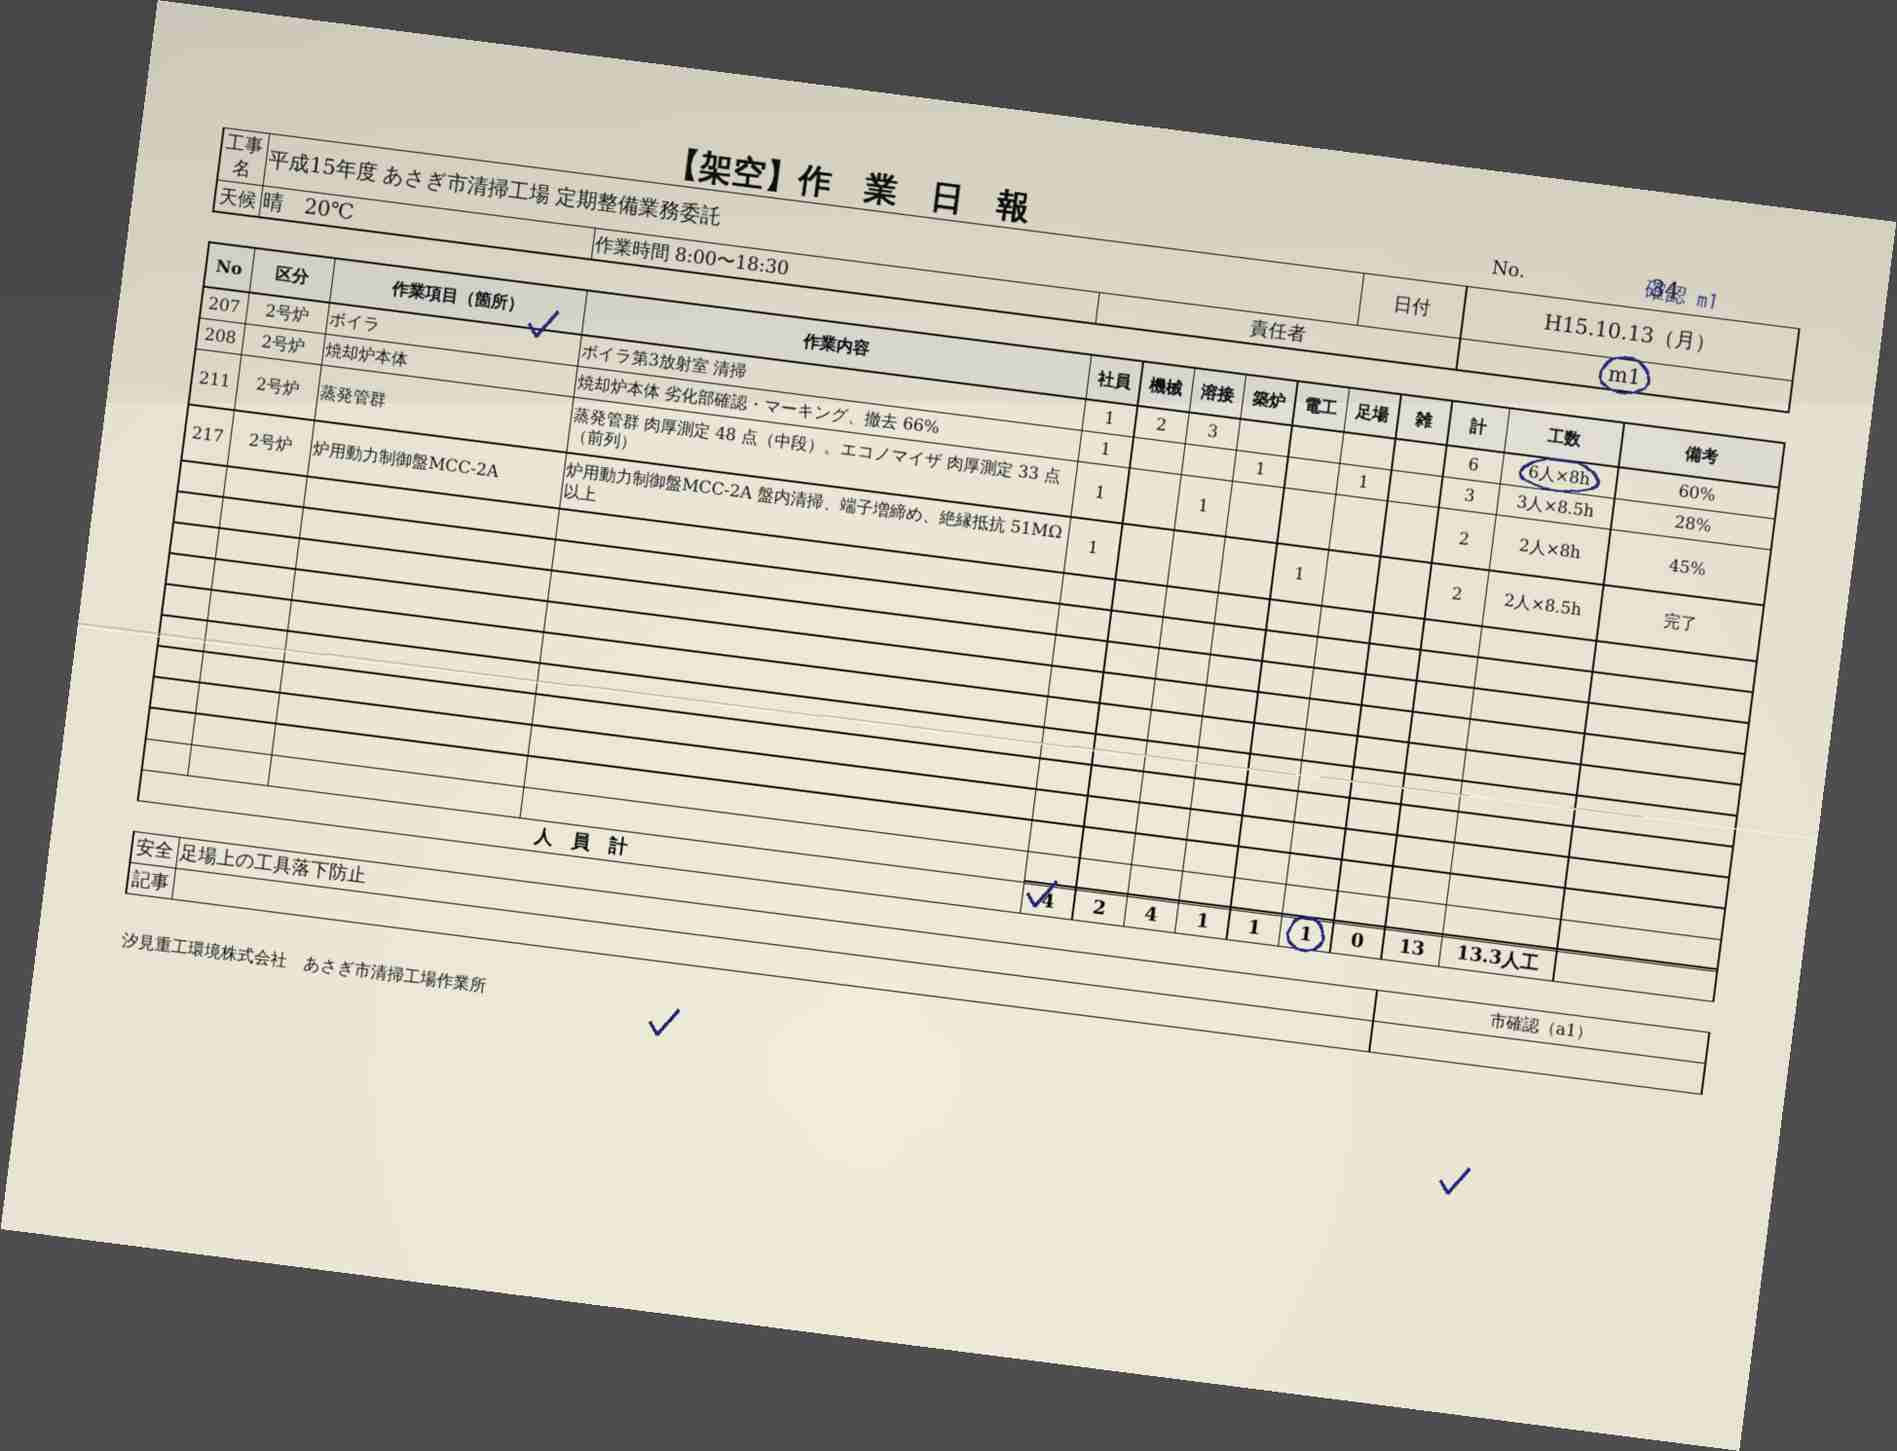 【架空】作 業 日 報
No. 34
確認 m1
工事名 平成15年度 あさぎ市清掃工場 定期整備業務委託 日付 H15.10.13（月）
天候 晴 20℃ 作業時間 8:00〜18:30 責任者 m1
No 区分 作業項目（箇所） 作業内容 社員 機械 溶接 築炉 電工 足場 雑 計 工数 備考
207 2号炉 ボイラ ボイラ第3放射室 清掃 1 2 3 6 6人×8h 60%
208 2号炉 焼却炉本体 焼却炉本体 劣化部確認・マーキング、撤去 66% 1 1 1 3 3人×8.5h 28%
211 2号炉 蒸発管群 蒸発管群 肉厚測定 48 点（中段）、エコノマイザ 肉厚測定 33 点（前列） 1 1 2 2人×8h 45%
217 2号炉 炉用動力制御盤MCC-2A 炉用動力制御盤MCC-2A 盤内清掃、端子増締め、絶縁抵抗 51MΩ以上 1 1 2 2人×8.5h 完了
人 員 計 4 2 4 1 1 1 0 13 13.3人工
安全 足場上の工具落下防止 市確認（a1）
記事
汐見重工環境株式会社 あさぎ市清掃工場作業所